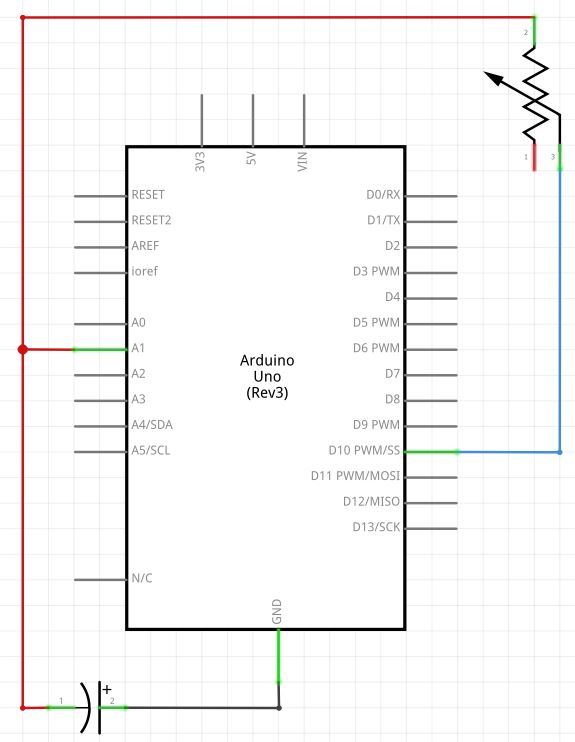 2
1 3
3V3 5V VIN
RESET D0/RX
RESET2 D1/TX
AREF D2
ioref D3 PWM
D4
A0 D5 PWM
A1 D6 PWM
A2 D7
A3 D8
A4/SDA D9 PWM
A5/SCL D10 PWM/SS
D11 PWM/MOSI
D12/MISO
D13/SCK
Arduino
Uno
(Rev3)
N/C
GND
1 + 2